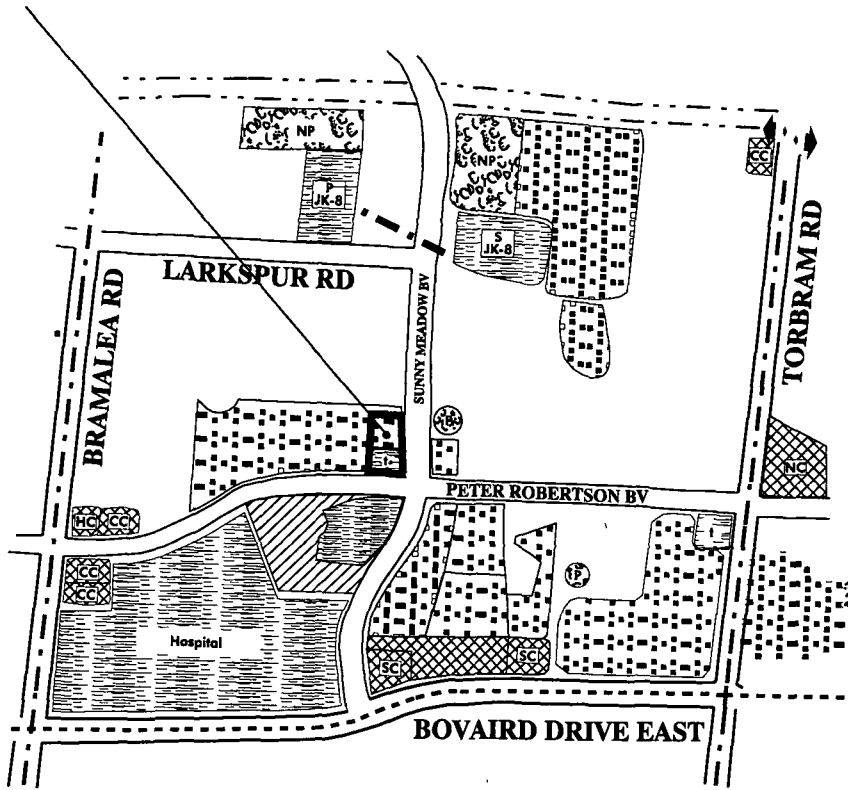 NP
NP
CC
P
JK-8
S
JK-8
LARKSPUR RD
BRAMALEA RD
SUNNY MEADOW BV
TORBRAM RD
NC
PETER ROBERTSON BV
HC CC
CC
CC
P
Hospital
SC
SC
BOVAIRD DRIVE EAST